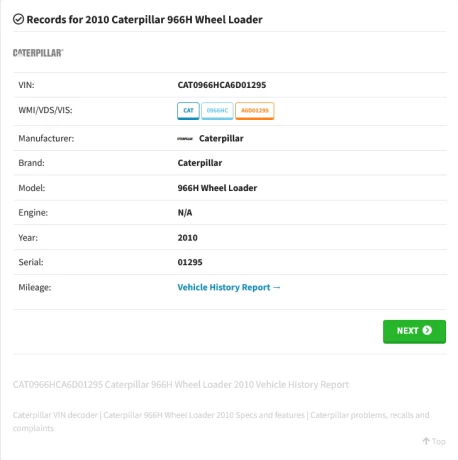 Records for 2010 Caterpillar 966H Wheel Loader
CATERPILLAR
VIN: CAT0966HCA6D01295
WMI/VDS/VIS: CAT 0966HC A6D01295
Manufacturer: CATERPILLAR Caterpillar
Brand: Caterpillar
Model: 966H Wheel Loader
Engine: N/A
Year: 2010
Serial: 01295
Mileage: Vehicle History Report →
NEXT
CAT0966HCA6D01295 Caterpillar 966H Wheel Loader 2010 Vehicle History Report
Caterpillar VIN decoder | Caterpillar 966H Wheel Loader 2010 Specs and features | Caterpillar problems, recalls and
complaints
Top